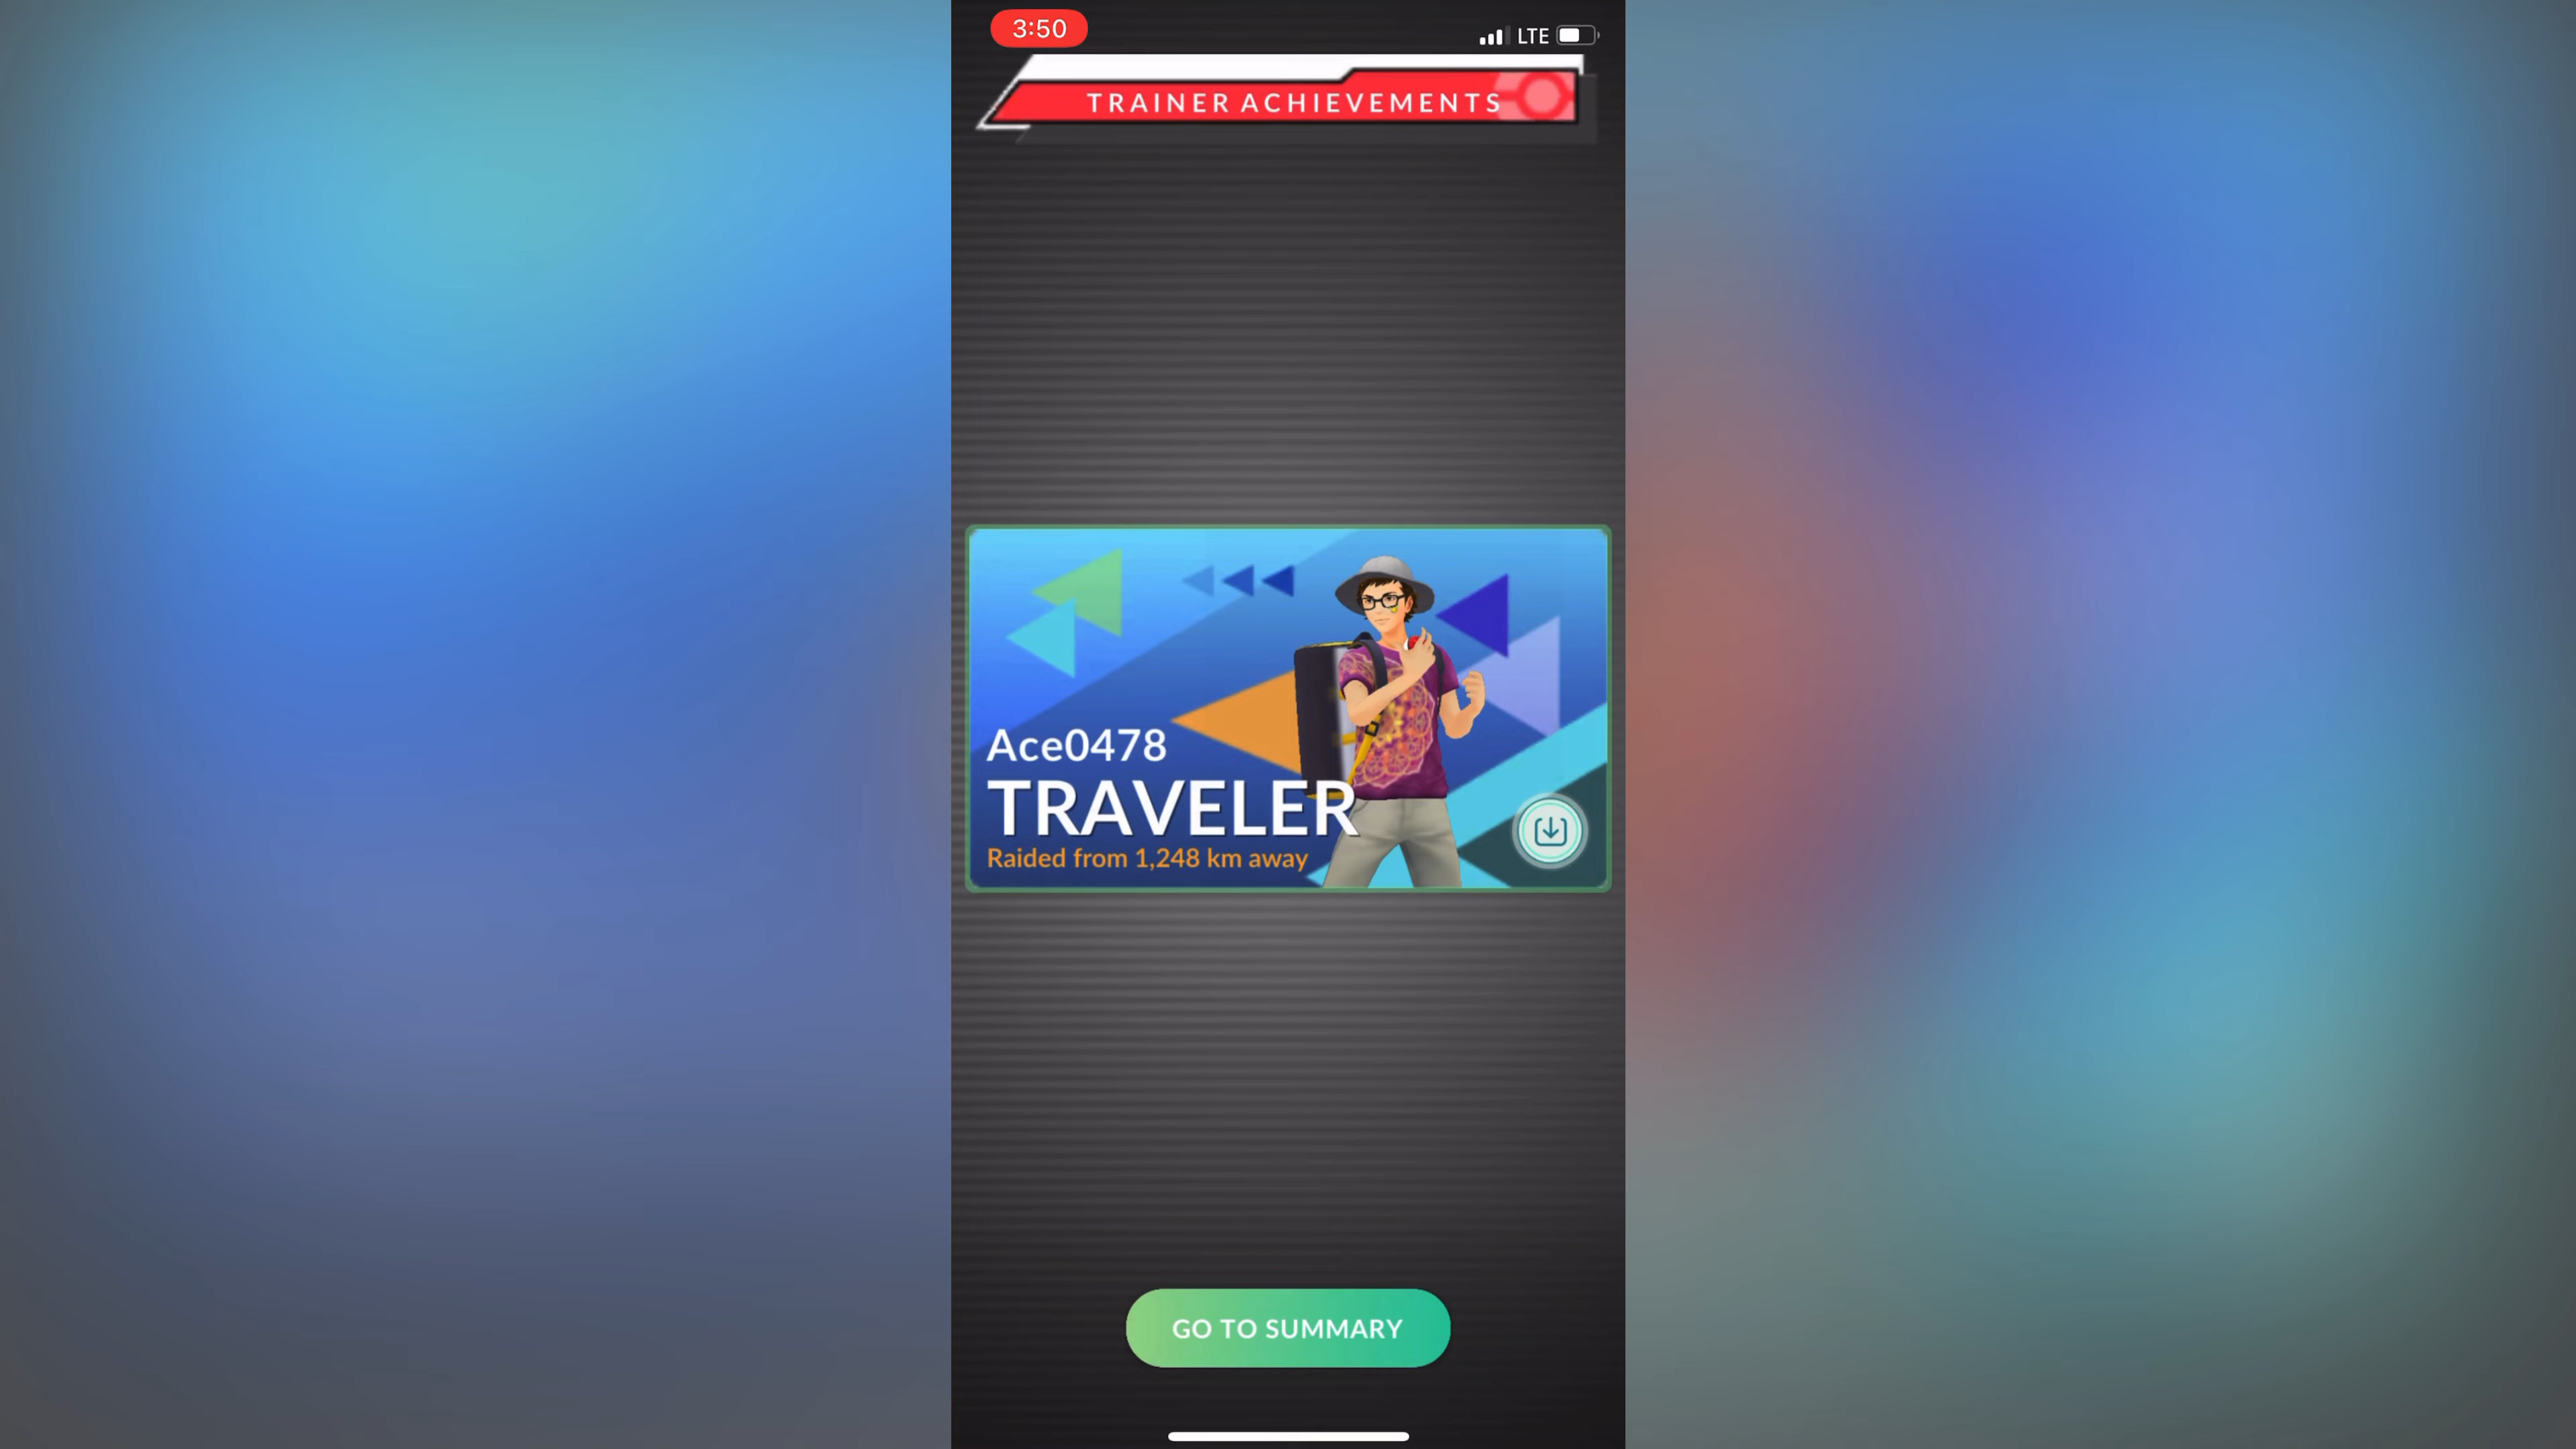 3:50
LTE
TRAINER ACHIEVEMENTS
Ace0478
TRAVELER
Raided from 1,248 km away
GO TO SUMMARY